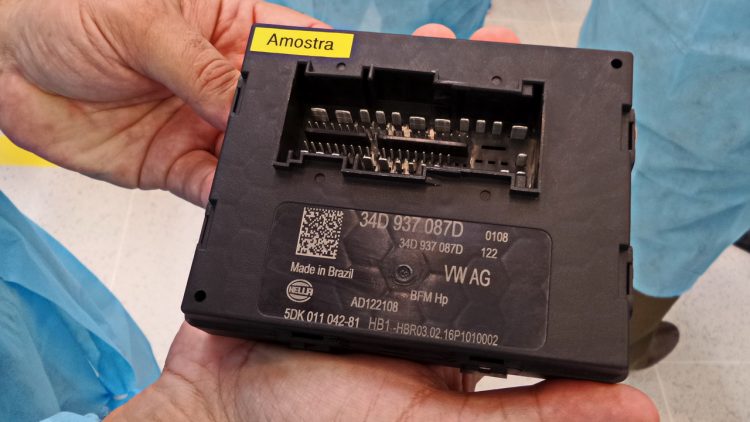 Amostra
34D 937 087D
34D 937 087D
0108
122
Made in Brazil
VW AG
HELLA
AD122108
BFM Hp
5DK 011 042-81
HB1-HBR03.02.16P1010002